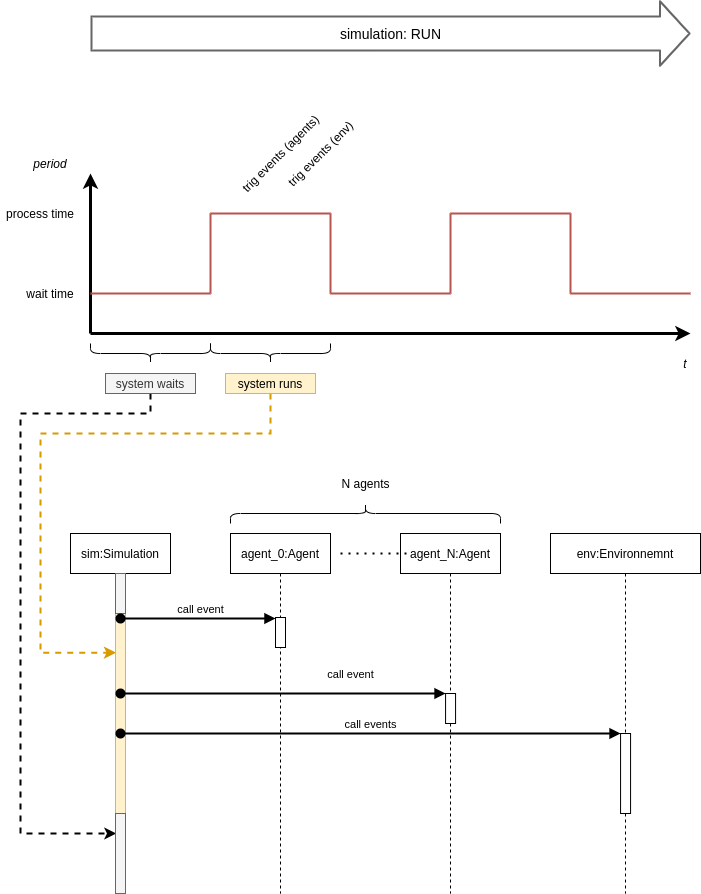 simulation: RUN
trig events (agents)
trig events (env)
period
process time
wait time
t
system waits
system runs
N agents
sim:Simulation
agent_0:Agent
agent_N:Agent
env:Environnemnt
call event
call event
call events